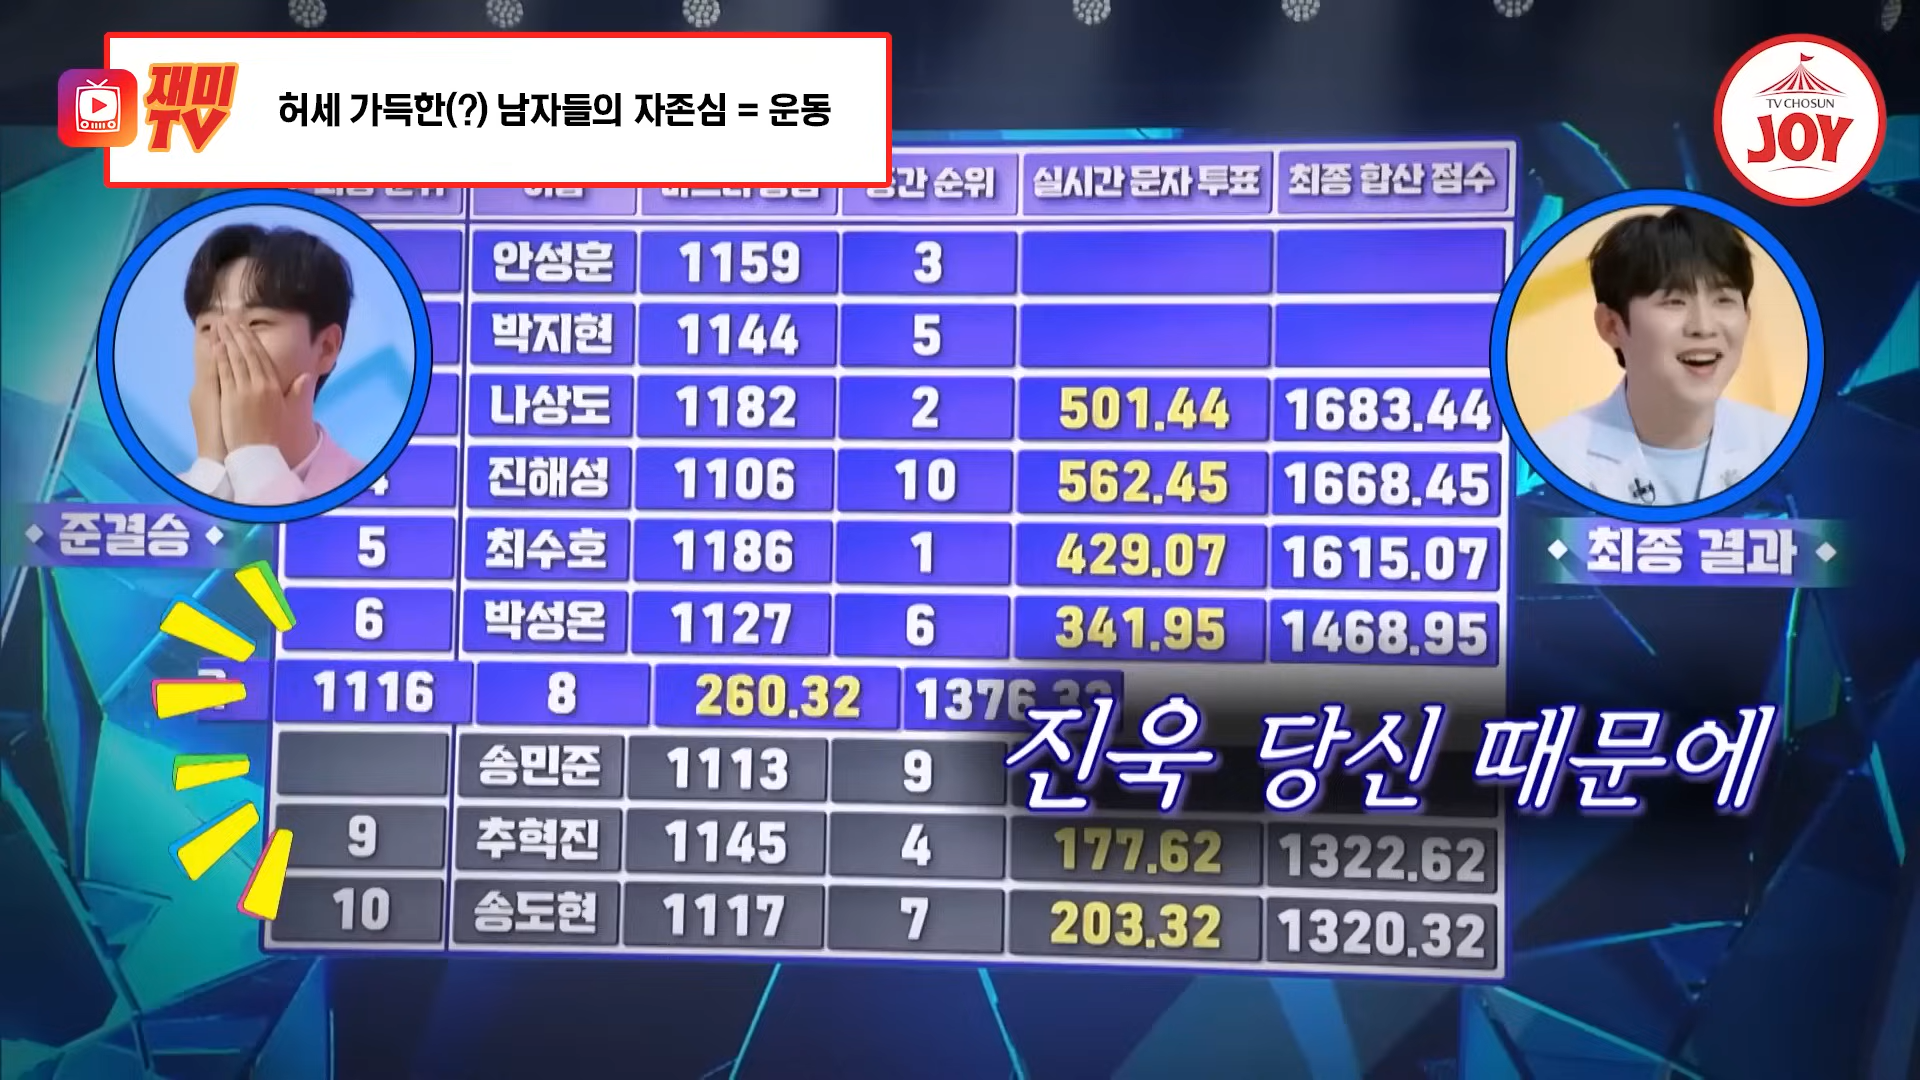 재미
TV
허세 가득한(?) 남자들의 자존심 = 운동
TV CHOSUN
JOY
중간 순위 실시간 문자 투표 최종 합산 점수
안성훈 1159 3
박지현 1144 5
나상도 1182 2 501.44 1683.44
4 진해성 1106 10 562.45 1668.45
5 최수호 1186 1 429.07 1615.07
6 박성온 1127 6 341.95 1468.95
1116 8 260.32 1376.32
송민준 1113 9
9 추혁진 1145 4 177.62 1322.62
10 송도현 1117 7 203.32 1320.32
준결승
최종 결과
진욱 당신 때문에